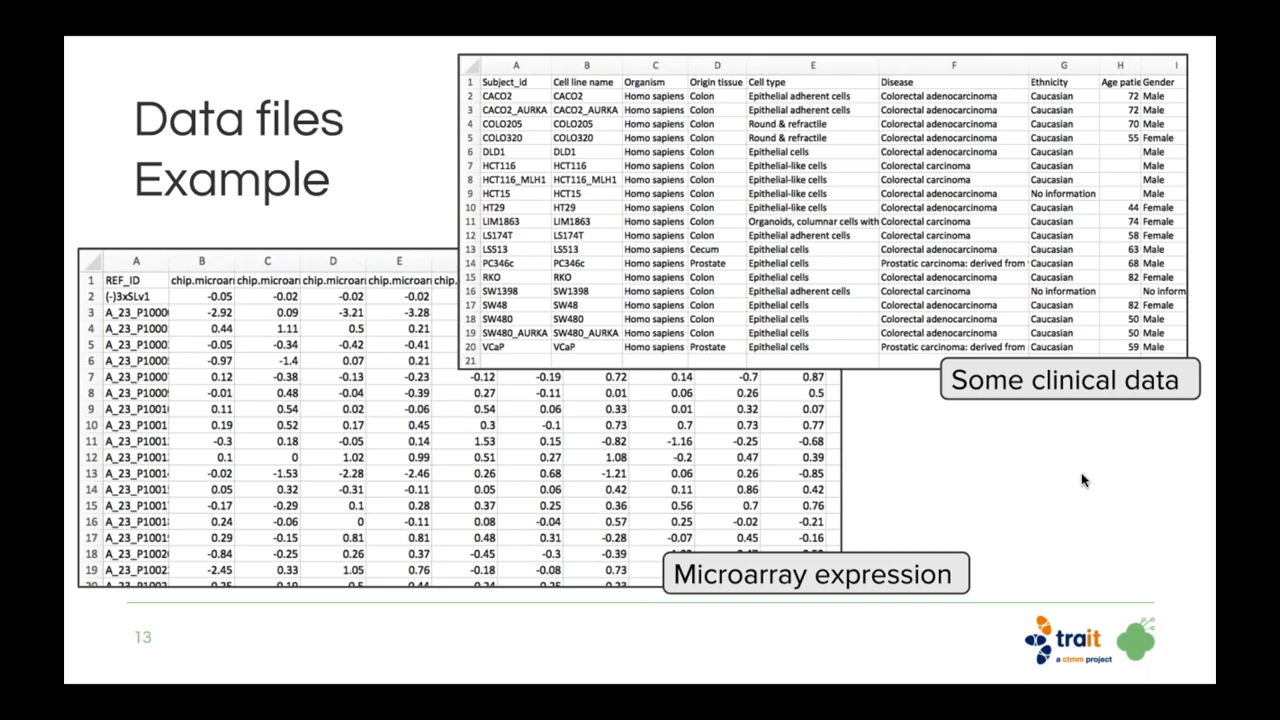 Data files
Example
A B C D E F G H I
1 Subject_id Cell line name Organism Origin tissue Cell type Disease Ethnicity Age patie Gender
2 CACO2 CACO2 Homo sapiens Colon Epithelial adherent cells Colorectal adenocarcinoma Caucasian 72 Male
3 CACO2_AURKA CACO2_AURKA Homo sapiens Colon Epithelial adherent cells Colorectal adenocarcinoma Caucasian 72 Male
4 COLO205 COLO205 Homo sapiens Colon Round & refractile Colorectal adenocarcinoma Caucasian 70 Male
5 COLO320 COLO320 Homo sapiens Colon Round & refractile Colorectal adenocarcinoma Caucasian 55 Female
6 DLD1 DLD1 Homo sapiens Colon Epithelial cells Colorectal adenocarcinoma Male
7 HCT116 HCT116 Homo sapiens Colon Epithelial-like cells Colorectal carcinoma Caucasian Male
8 HCT116_MLH1 HCT116_MLH1 Homo sapiens Colon Epithelial-like cells Colorectal carcinoma Caucasian Male
9 HCT15 HCT15 Homo sapiens Colon Epithelial-like cells Colorectal adenocarcinoma No information Male
10 HT29 HT29 Homo sapiens Colon Epithelial-like cells Colorectal adenocarcinoma Caucasian 44 Female
11 LIM1863 LIM1863 Homo sapiens Colon Organoids, columnar cells with Colorectal carcinoma Caucasian 74 Female
12 LS174T LS174T Homo sapiens Colon Epithelial adherent cells Colorectal carcinoma Caucasian 58 Female
13 LS513 LS513 Homo sapiens Cecum Epithelial cells Colorectal carcinoma Caucasian 63 Male
14 PC346c PC346c Homo sapiens Prostate Epithelial cells Prostatic carcinoma: derived from Caucasian 68 Male
15 RKO RKO Homo sapiens Colon Epithelial cells Colorectal adenocarcinoma Caucasian 82 Female
16 SW1398 SW1398 Homo sapiens Colon Epithelial adherent cells Colorectal carcinoma No information No inform
17 SW48 SW48 Homo sapiens Colon Epithelial cells Colorectal adenocarcinoma Caucasian 82 Female
18 SW480 SW480 Homo sapiens Colon Epithelial cells Colorectal adenocarcinoma Caucasian 50 Male
19 SW480_AURKA SW480_AURKA Homo sapiens Colon Epithelial cells Colorectal adenocarcinoma Caucasian 50 Male
20 VCaP VCaP Homo sapiens Prostate Epithelial cells Prostatic carcinoma: derived from Caucasian 59 Male
21
Some clinical data
A B C D E
1 REF_ID chip.microar chip.microar chip.microar chip.microar chip.
2 (-)3xSLv1 -0.05 -0.02 -0.02 -0.02
3 A_23_P1000 -2.92 0.09 -3.21 -3.28
4 A_23_P1000 0.44 1.11 0.5 0.21
5 A_23_P1000 -0.05 -0.34 -0.42 -0.41
6 A_23_P1000 -0.97 -1.4 0.07 0.21
7 A_23_P1000 0.12 -0.38 -0.13 -0.23 -0.12 -0.19 0.72 0.14 -0.7 0.87
8 A_23_P1000 -0.01 0.48 -0.04 -0.39 0.27 -0.11 0.01 0.06 0.26 0.5
9 A_23_P1001 0.11 0.54 0.02 -0.06 0.54 0.06 0.33 0.01 0.32 0.07
10 A_23_P1001 0.19 0.52 0.17 0.45 0.3 -0.1 0.73 0.7 0.73 0.77
11 A_23_P1001 -0.3 0.18 -0.05 0.14 1.53 0.15 -0.82 -1.16 -0.25 -0.68
12 A_23_P1001 0.1 0 1.02 0.99 0.51 0.27 1.08 -0.2 0.47 0.39
13 A_23_P1001 -0.02 -1.53 -2.28 -2.46 0.26 0.68 -1.21 0.06 0.26 -0.85
14 A_23_P1001 0.05 0.32 -0.31 -0.11 0.05 0.06 0.42 0.11 0.86 0.42
15 A_23_P1001 -0.17 -0.29 0.1 0.28 0.37 0.25 0.36 0.56 0.7 0.76
16 A_23_P1001 0.24 -0.06 0 -0.11 0.08 -0.04 0.57 0.25 -0.02 -0.21
17 A_23_P1001 0.29 -0.15 0.81 0.81 0.48 0.31 -0.28 -0.07 0.45 -0.16
18 A_23_P1002 -0.84 -0.25 0.26 0.37 -0.45 -0.3 -0.39
19 A_23_P1002 -2.45 0.33 1.05 0.76 -0.18 -0.08 0.73
Microarray expression
13
trait
a ctmm project